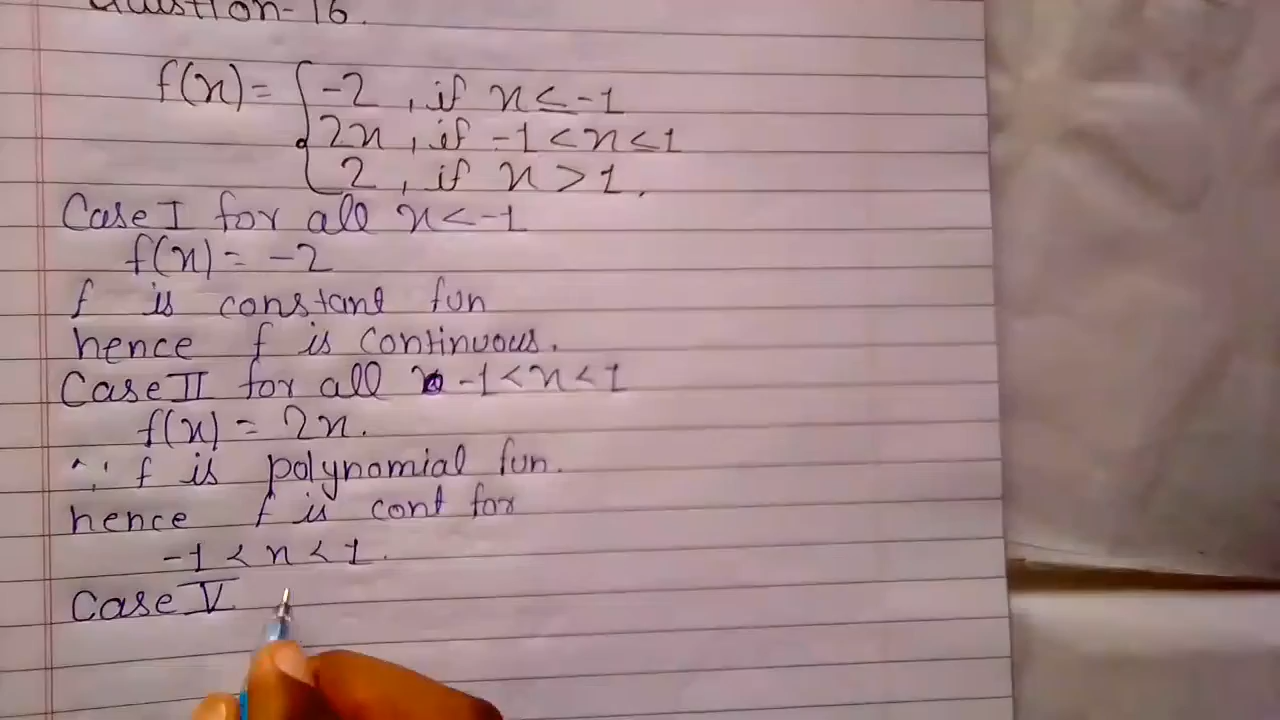 Question-16.
f(x) = { -2 , if x ≤ -1
2x , if -1 < x < 1
2 , if x > 1.
Case I for all x < -1
f(x) = -2
f is constant fun
hence f is continuous.
Case II for all -1 < x < 1
f(x) = 2x.
∵ f is polynomial fun.
hence f is cont for
-1 < x < 1.
Case V